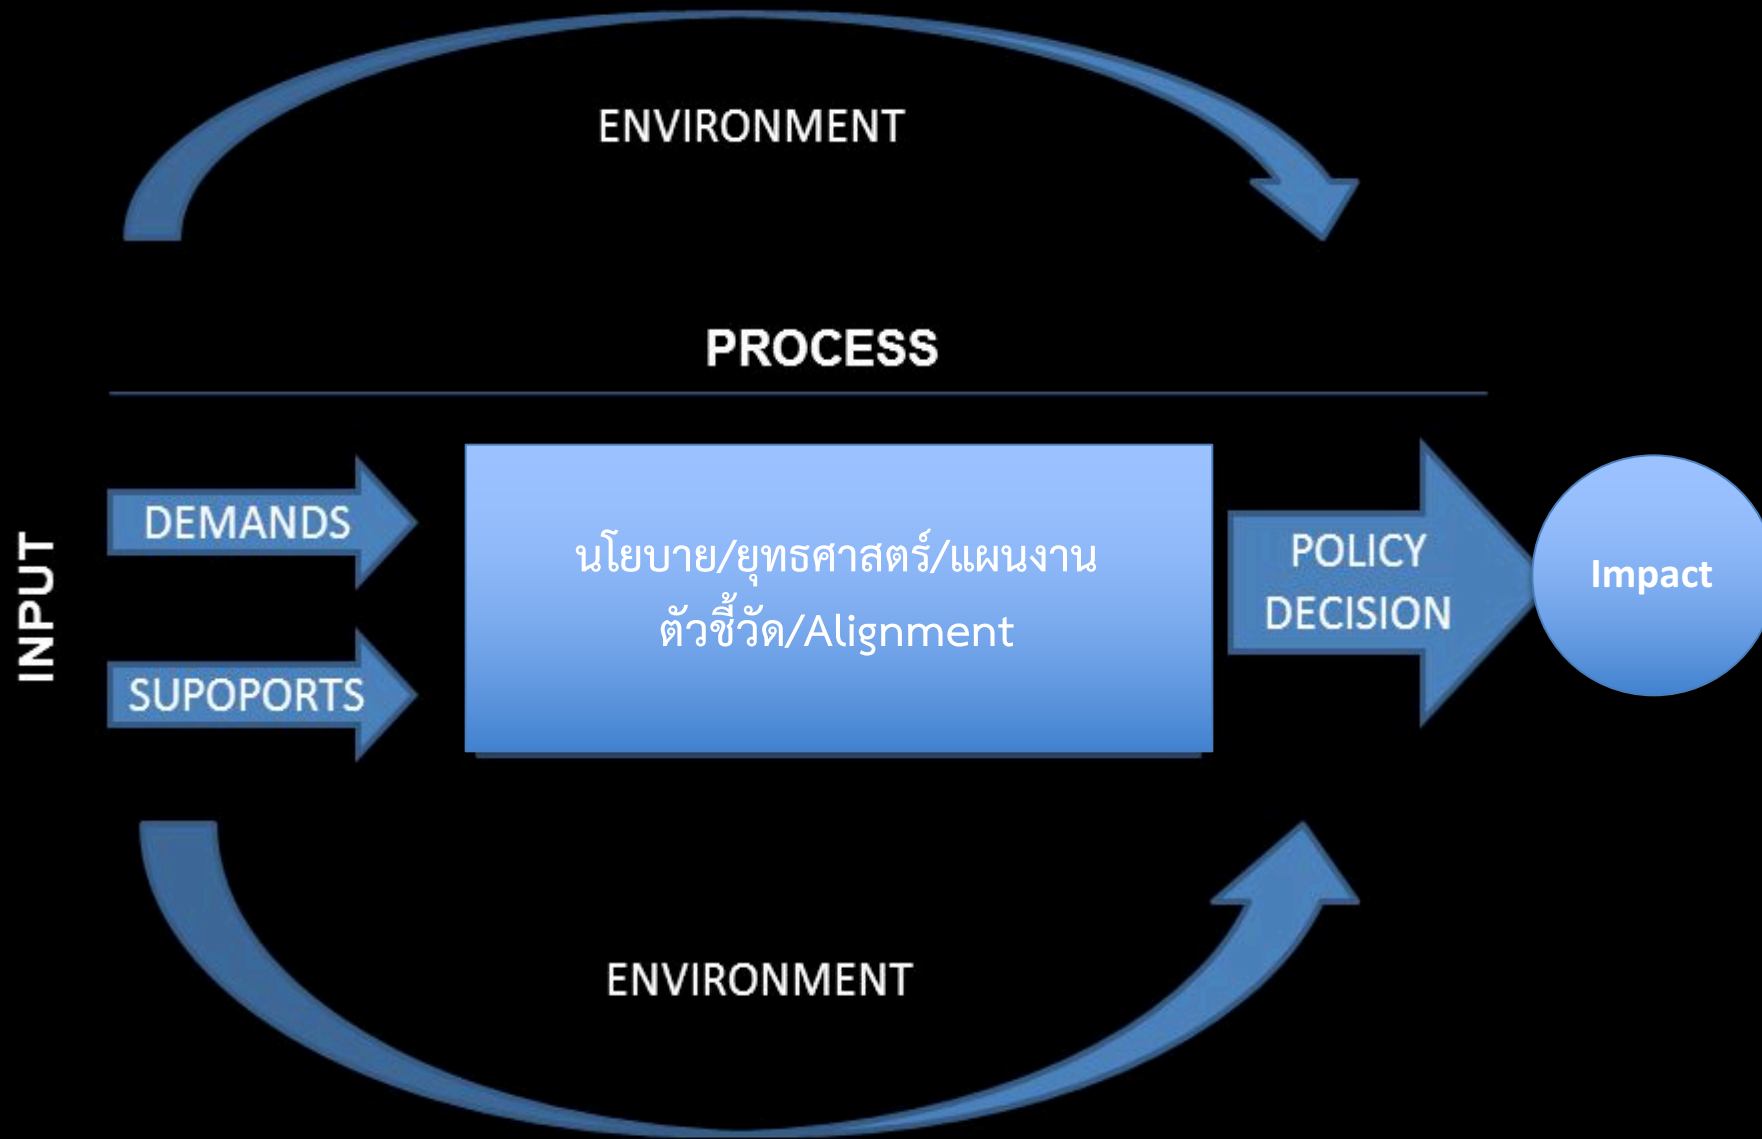 ENVIRONMENT
PROCESS
INPUT
DEMANDS
SUPOPORTS
นโยบาย/ยุทธศาสตร์/แผนงาน
ตัวชี้วัด/Alignment
POLICY
DECISION
Impact
ENVIRONMENT